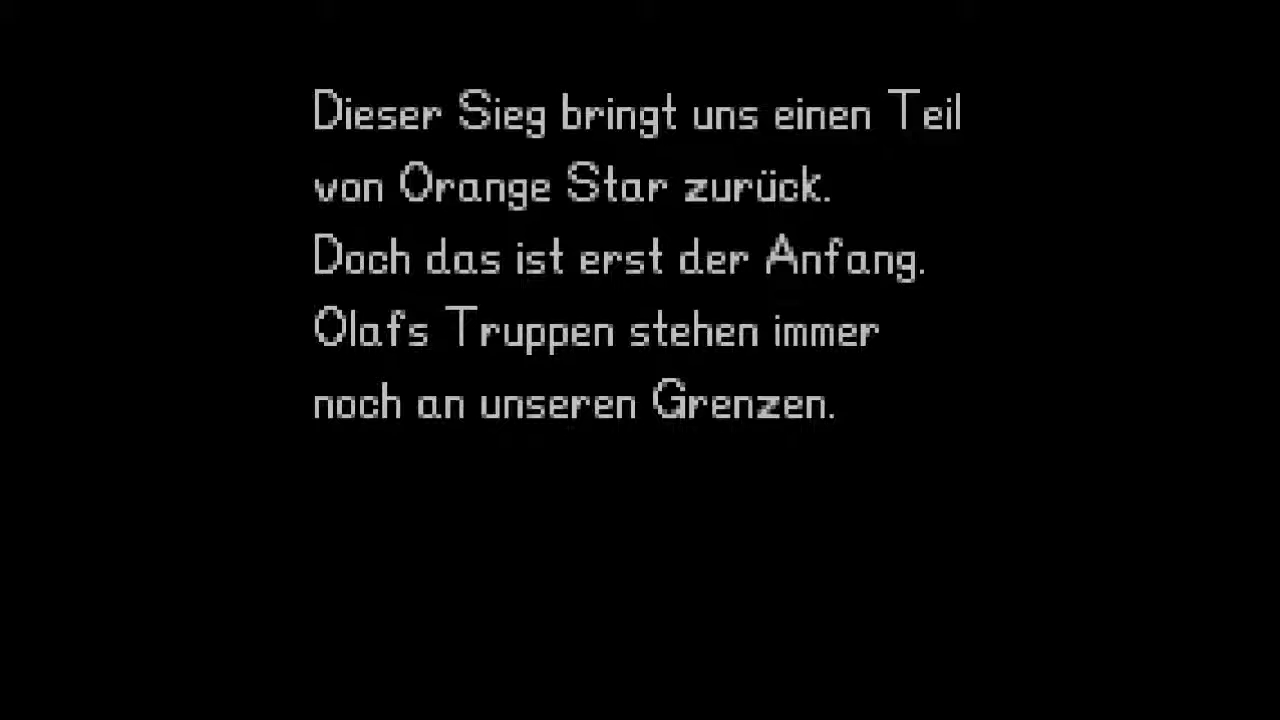 Dieser Sieg bringt uns einen Teil
von Orange Star zurück.
Doch das ist erst der Anfang.
Olafs Truppen stehen immer
noch an unseren Grenzen.